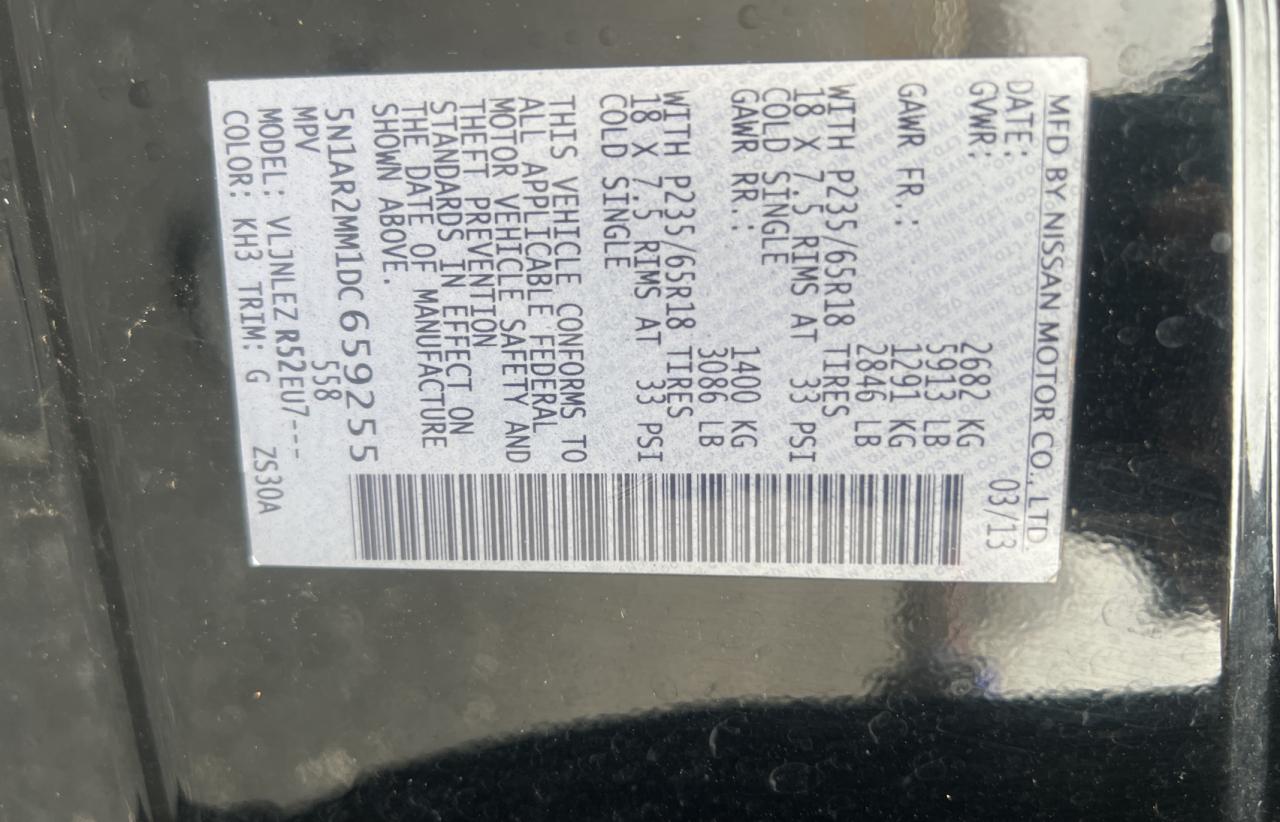 MFD BY NISSAN MOTOR CO., LTD
DATE: 03/13
GVWR: 2682 KG
5913 LB
GAWR FR.: 1291 KG
2846 LB
WITH P235/65R18 TIRES
18 X 7.5 RIMS AT 33 PSI
COLD SINGLE
GAWR RR.: 1400 KG
3086 LB
WITH P235/65R18 TIRES
18 X 7.5 RIMS AT 33 PSI
COLD SINGLE
THIS VEHICLE CONFORMS TO
ALL APPLICABLE FEDERAL
MOTOR VEHICLE SAFETY AND
THEFT PREVENTION
STANDARDS IN EFFECT ON
THE DATE OF MANUFACTURE
SHOWN ABOVE.
5N1AR2MM1DC659255
MPV 558
MODEL: VLJNLEZ R52EU7---
COLOR: KH3 TRIM: G ZS30A